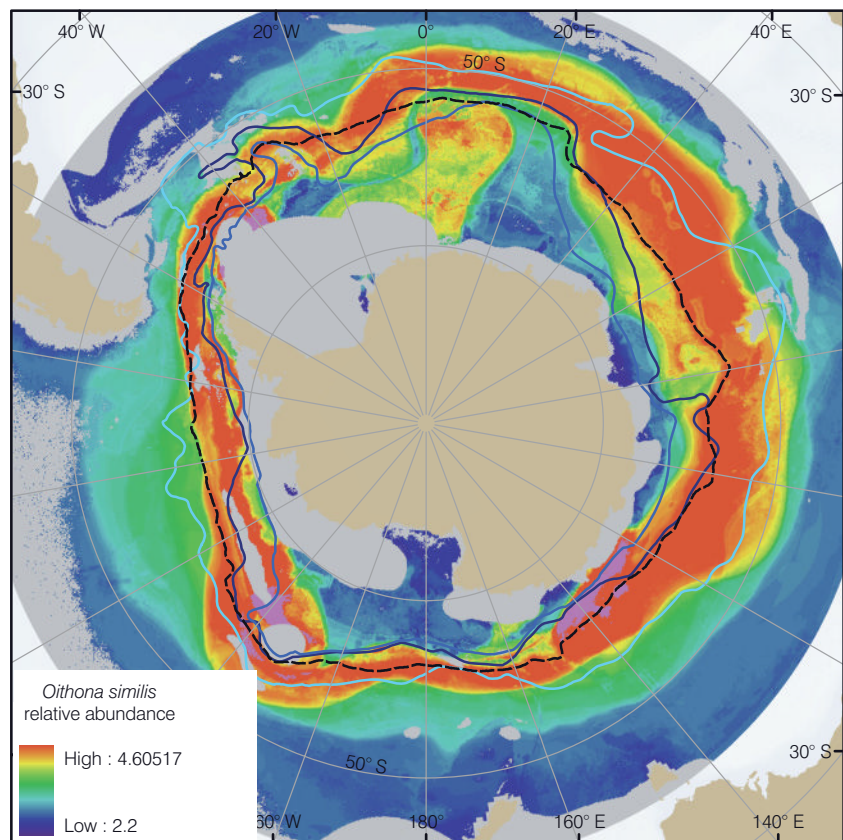 40° W
20° W
0°
20° E
40° E
50° S
30° S
30° S
Oithona similis
relative abundance
High : 4.60517
Low : 2.2
50° S
30° S
60° W
180°
160° E
140° E